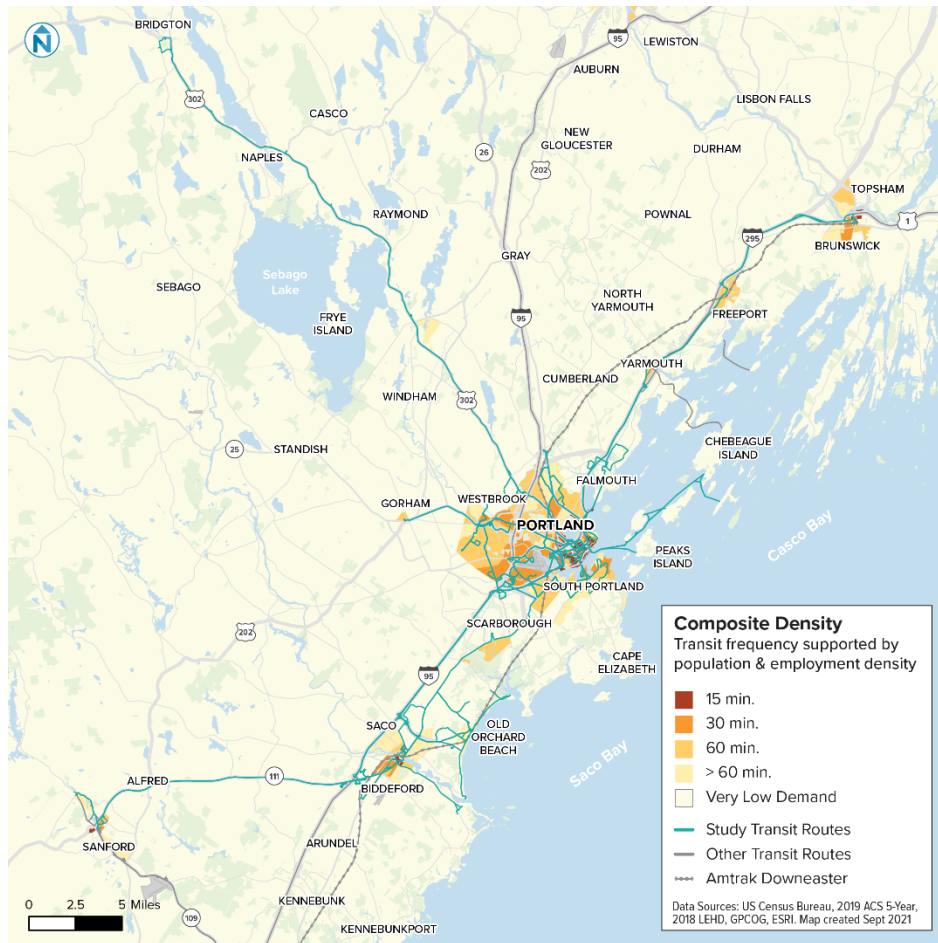 BRIDGTON
95
LEWISTON
N
AUBURN
302
LISBON FALLS
CASCO
NEW
GLOUCESTER
26
DURHAM
NAPLES
202
TOPSHAM
RAYMOND
POWNAL
1
295
BRUNSWICK
GRAY
Sebago
Lake
SEBAGO
NORTH
YARMOUTH
FREEPORT
FRYE
ISLAND
95
YARMOUTH
CUMBERLAND
WINDHAM
302
CHEBEAGUE
ISLAND
25
STANDISH
FALMOUTH
WESTBROOK
GORHAM
PORTLAND
Casco Bay
PEAKS
ISLAND
SOUTH PORTLAND
SCARBOROUGH
202
CAPE
ELIZABETH
95
SACO
OLD
ORCHARD
BEACH
Saco Bay
ALFRED
111
BIDDEFORD
SANFORD
ARUNDEL
KENNEBUNK
109
KENNEBUNKPORT
0 2.5 5 Miles
Composite Density
Transit frequency supported by
population & employment density
15 min.
30 min.
60 min.
> 60 min.
Very Low Demand
Study Transit Routes
Other Transit Routes
Amtrak Downeaster
Data Sources: US Census Bureau, 2019 ACS 5-Year,
2018 LEHD, GPCOG, ESRI. Map created Sept 2021